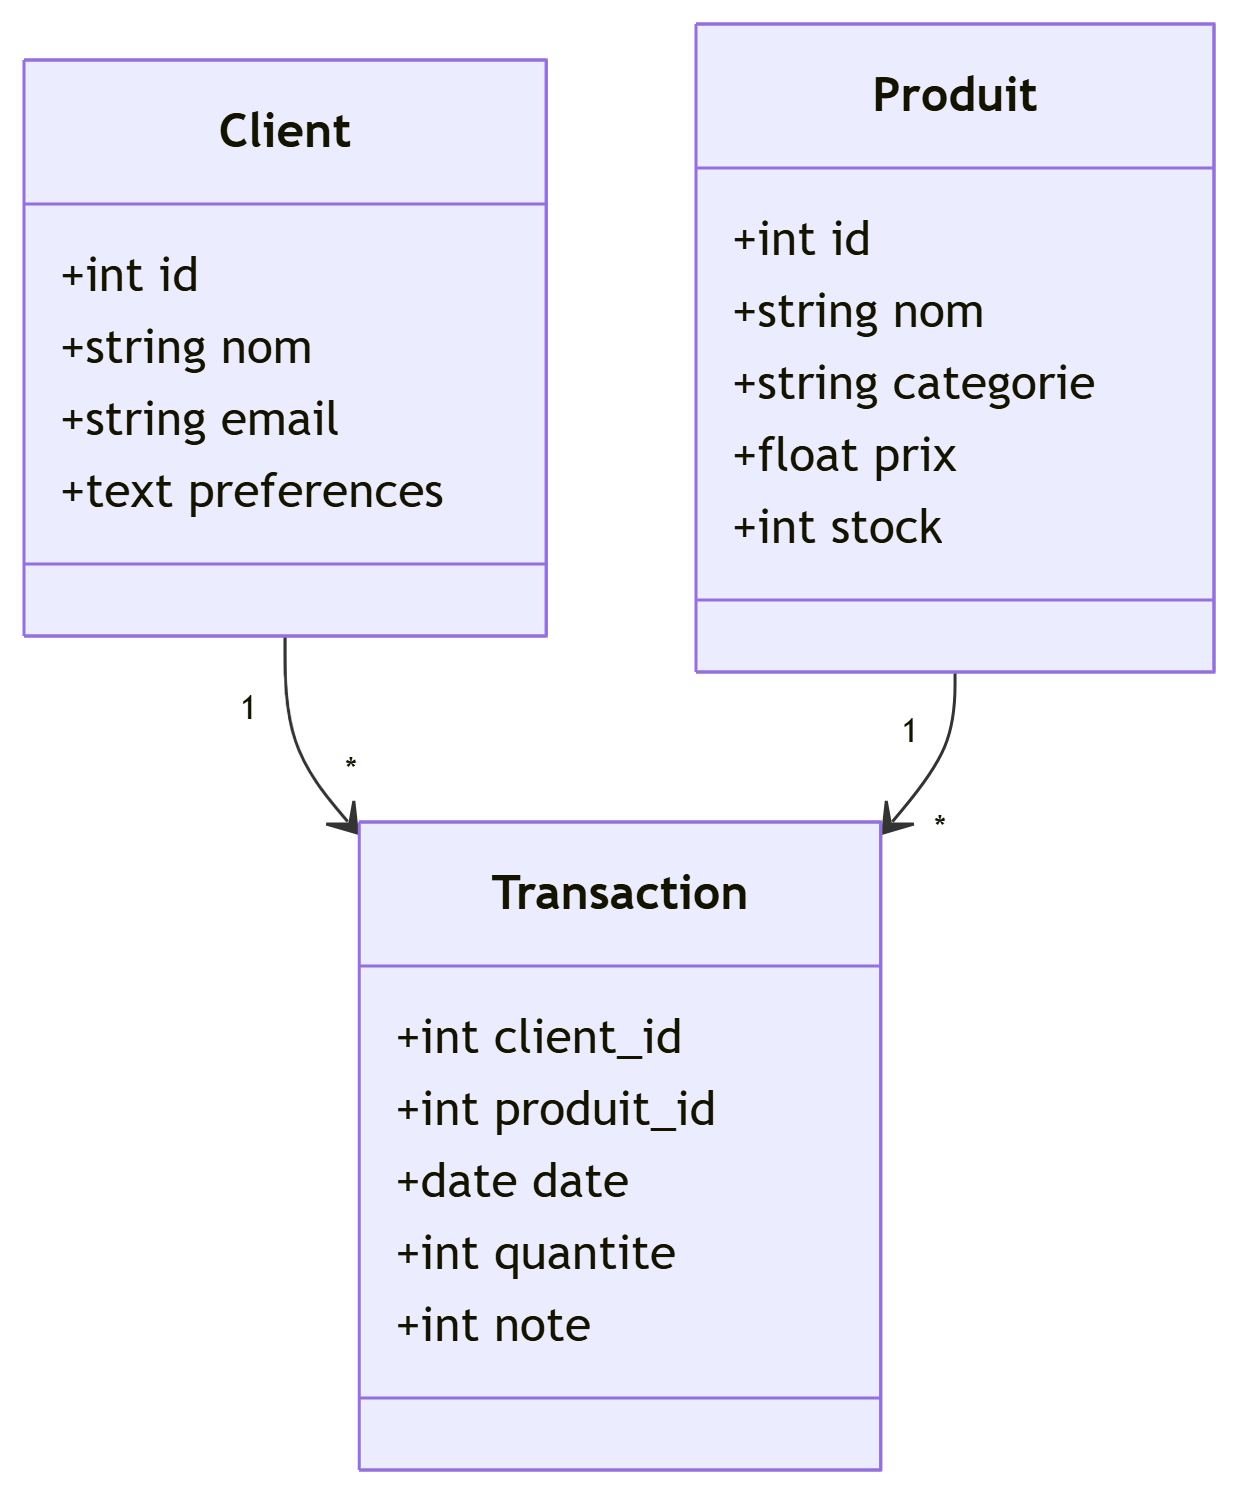 Client
+int id
+string nom
+string email
+text preferences
Produit
+int id
+string nom
+string categorie
+float prix
+int stock
1
*
1
*
Transaction
+int client_id
+int produit_id
+date date
+int quantite
+int note